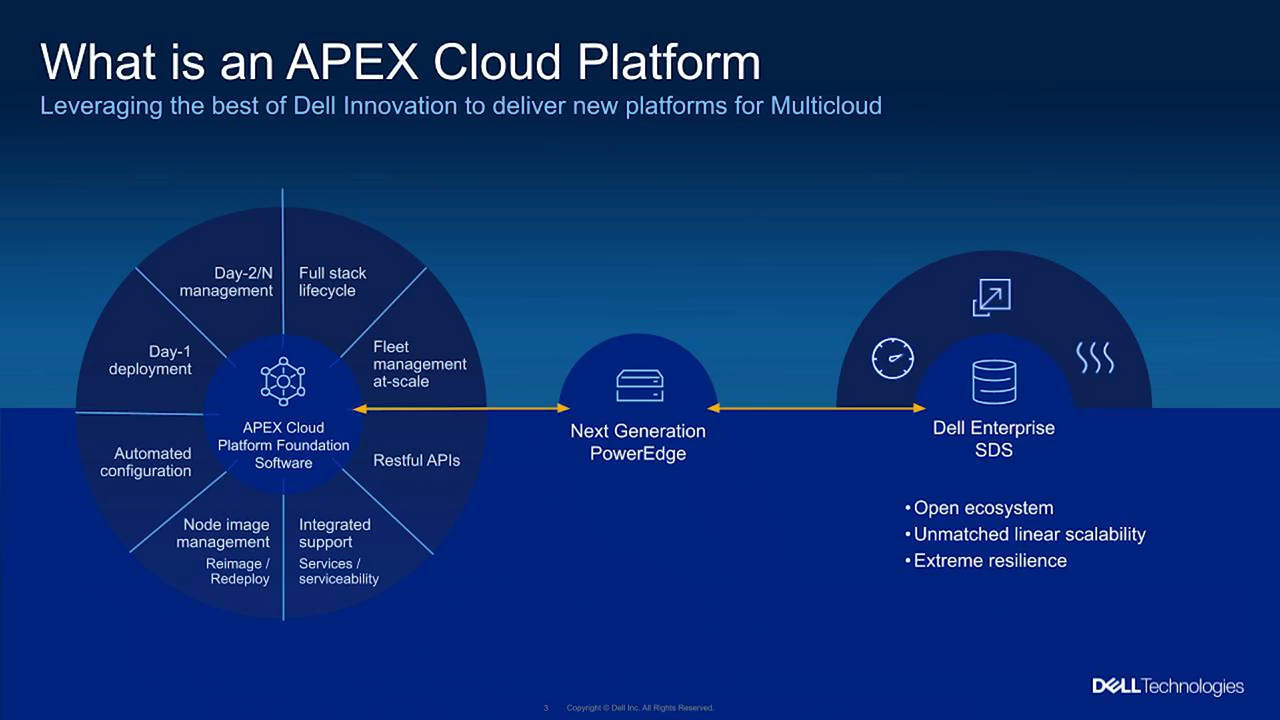 What is an APEX Cloud Platform
Leveraging the best of Dell Innovation to deliver new platforms for Multicloud
Day-2/N
management
Full stack
lifecycle
Day-1
deployment
Fleet
management
at-scale
APEX Cloud
Platform Foundation
Software
Automated
configuration
Restful APIs
Node image
management
Reimage /
Redeploy
Integrated
support
Services /
serviceability
Next Generation
PowerEdge
Dell Enterprise
SDS
• Open ecosystem
• Unmatched linear scalability
• Extreme resilience
DELL Technologies
3 Copyright © Dell Inc. All Rights Reserved.